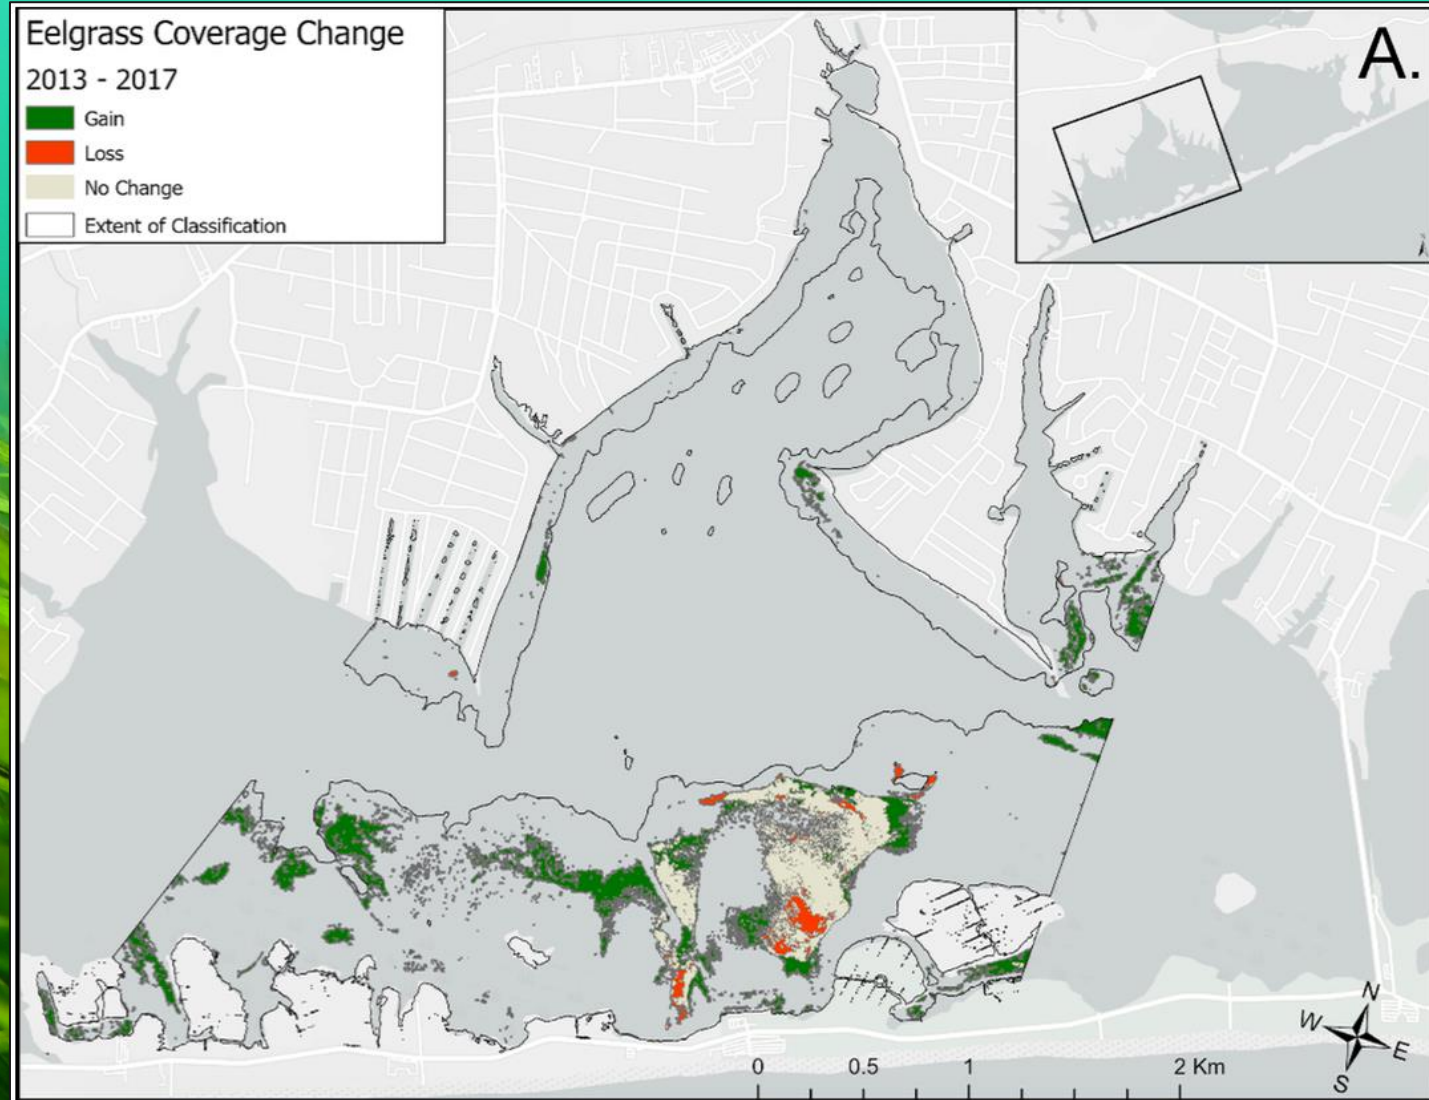 Eelgrass Coverage Change
2013 - 2017
Gain
Loss
No Change
Extent of Classification
A.
N
W
E
S
0 0.5 1 2 Km